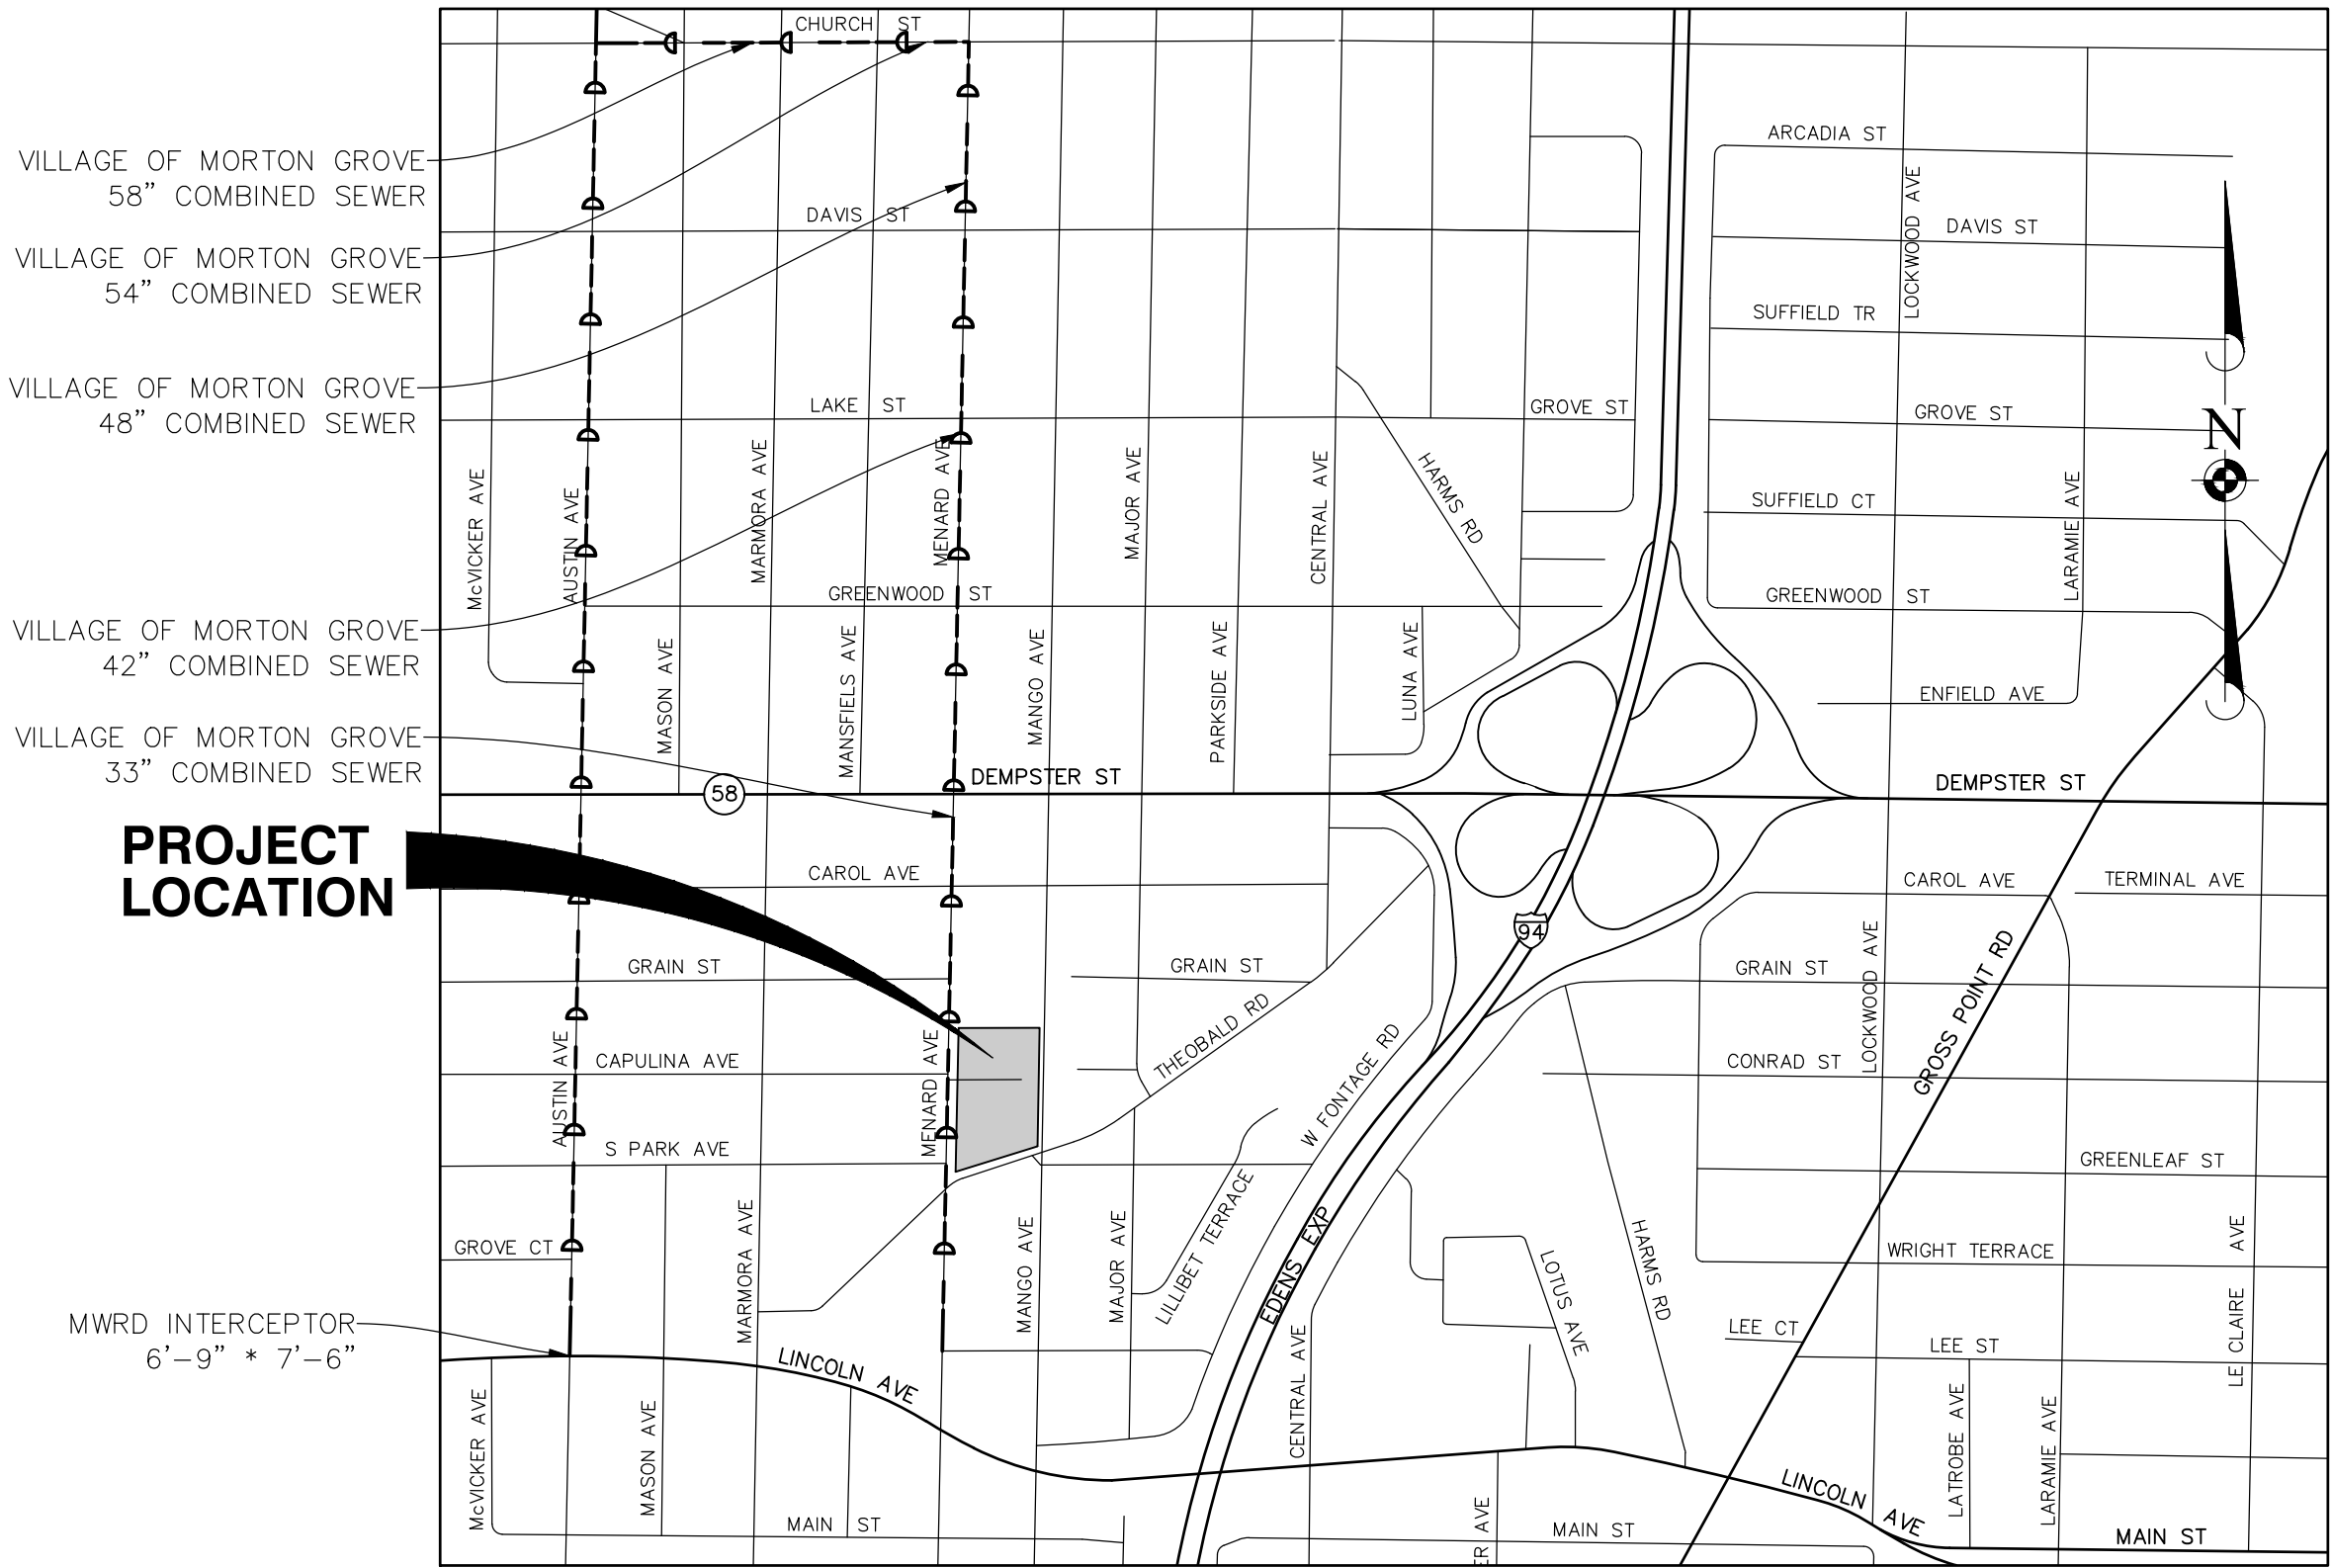 CHURCH ST
VILLAGE OF MORTON GROVE
58” COMBINED SEWER
VILLAGE OF MORTON GROVE
54” COMBINED SEWER
VILLAGE OF MORTON GROVE
48” COMBINED SEWER
VILLAGE OF MORTON GROVE
42” COMBINED SEWER
VILLAGE OF MORTON GROVE
33” COMBINED SEWER
PROJECT
LOCATION
MWRD INTERCEPTOR
6’-9” * 7’-6”
ARCADIA ST
DAVIS ST
DAVIS ST
LOCKWOOD AVE
SUFFIELD TR
LAKE ST
GROVE ST
GROVE ST
N
McVICKER AVE
AUSTIN AVE
MARMORA AVE
MENARD AVE
MAJOR AVE
CENTRAL AVE
HARMS RD
SUFFIELD CT
LARAMIE AVE
GREENWOOD ST
GREENWOOD ST
MASON AVE
MANSFIELS AVE
MANGO AVE
PARKSIDE AVE
LUNA AVE
ENFIELD AVE
58
DEMPSTER ST
DEMPSTER ST
CAROL AVE
CAROL AVE
TERMINAL AVE
94
GRAIN ST
GRAIN ST
GRAIN ST
LOCKWOOD AVE
GROSS POINT RD
THEOBALD RD
W FONTAGE RD
AUSTIN AVE
CAPULINA AVE
MENARD AVE
CONRAD ST
S PARK AVE
GREENLEAF ST
GROVE CT
MARMORA AVE
MANGO AVE
MAJOR AVE
LILLIBET TERRACE
EDENS EXP
CENTRAL AVE
LOTUS AVE
HARMS RD
WRIGHT TERRACE
LE CLAIRE AVE
LEE CT
LEE ST
LINCOLN AVE
McVICKER AVE
MASON AVE
LATROBE AVE
LARAMIE AVE
LINCOLN AVE
MAIN ST
ER AVE
MAIN ST
MAIN ST